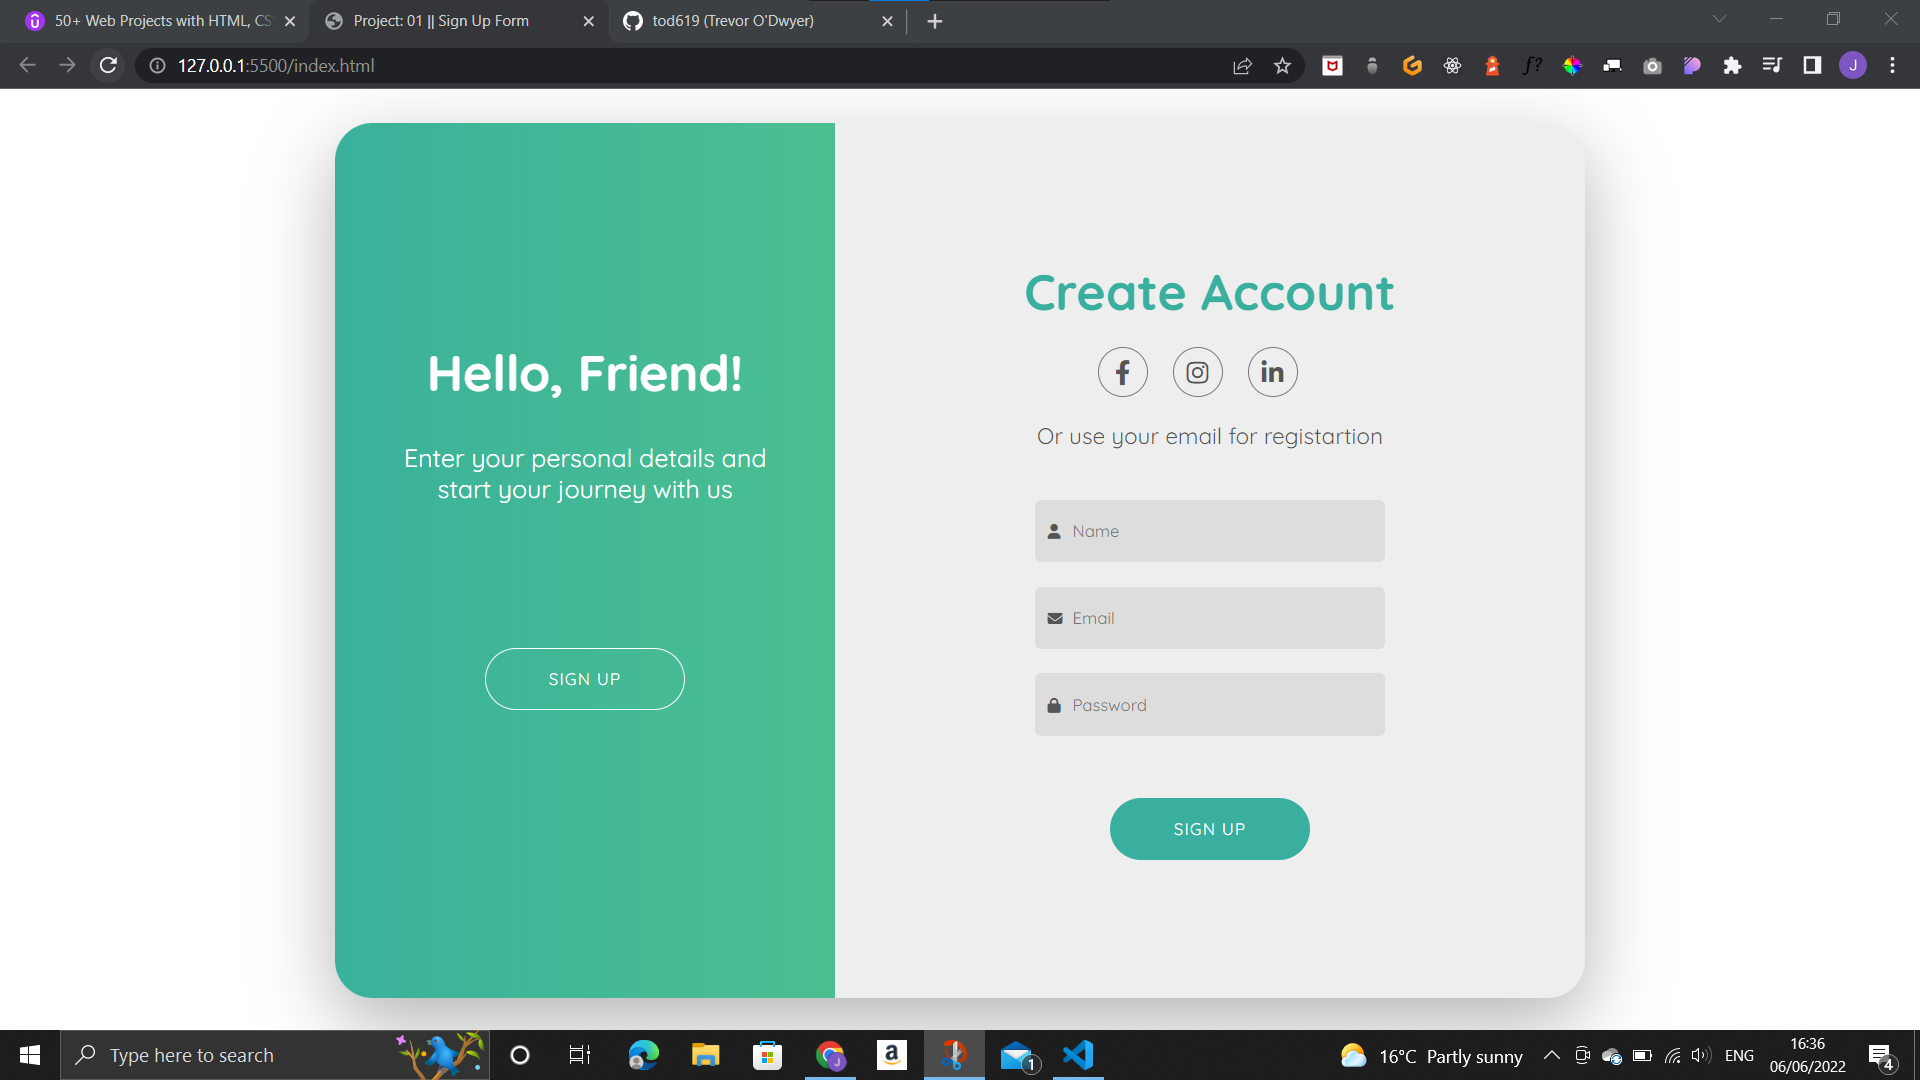 50+ Web Projects with HTML, CS
Project: 01 || Sign Up Form
tod619 (Trevor O'Dwyer)
127.0.0.1:5500/index.html
f?
J
Hello, Friend!
Enter your personal details and
start your journey with us
SIGN UP
Create Account
Or use your email for registartion
Name
Email
Password
SIGN UP
Type here to search
J
a
1
16°C Partly sunny
ENG
16:36
06/06/2022
4